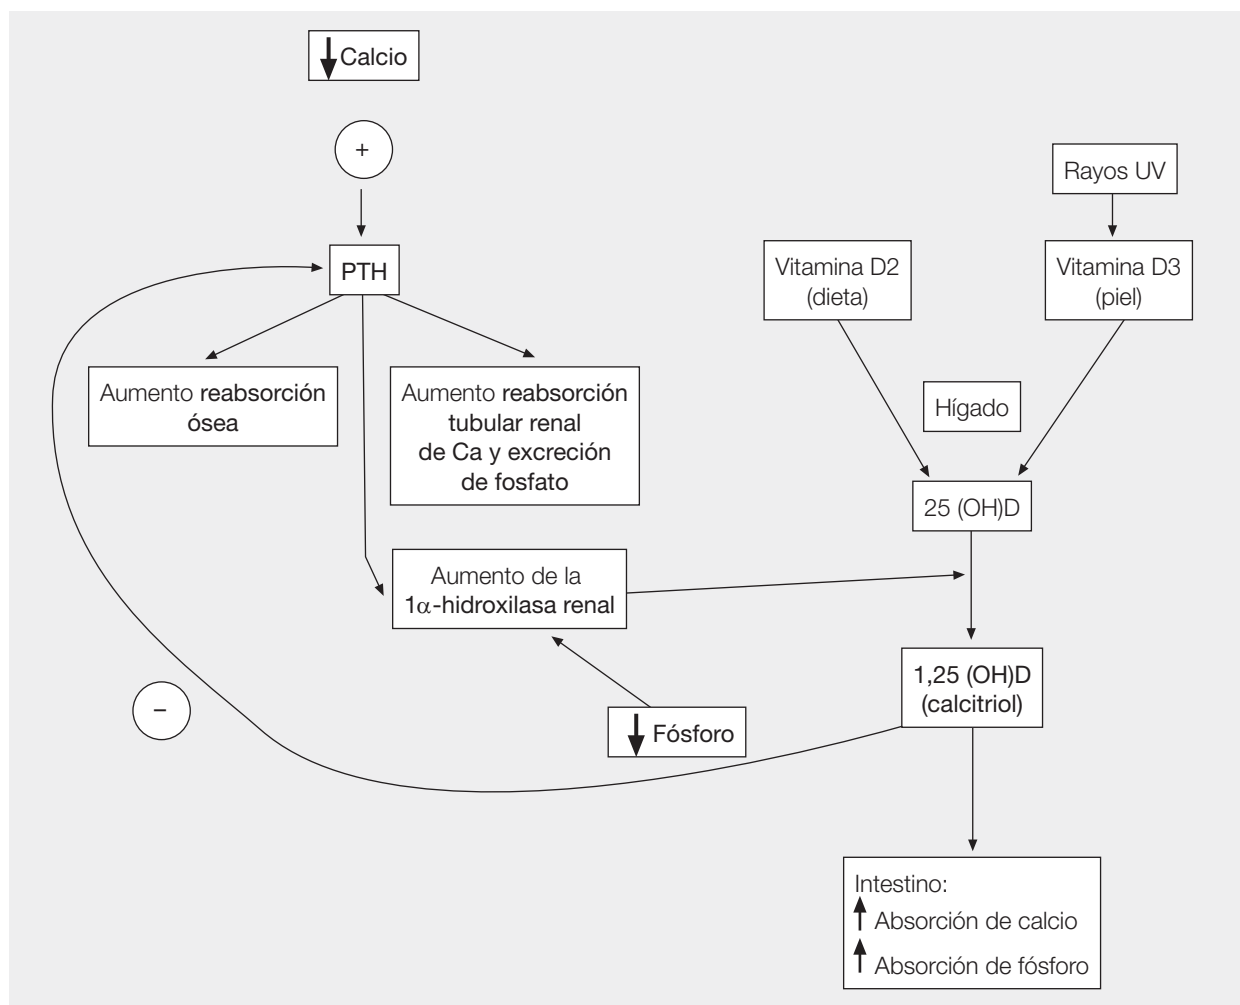 Calcio
+
Rayos UV
PTH
Vitamina D2
(dieta)
Vitamina D3
(piel)
Aumento reabsorción
ósea
Aumento reabsorción
tubular renal
de Ca y excreción
de fosfato
Hígado
25 (OH)D
Aumento de la
1α-hidroxilasa renal
1,25 (OH)D
(calcitriol)
−
Fósforo
Intestino:
Absorción de calcio
Absorción de fósforo